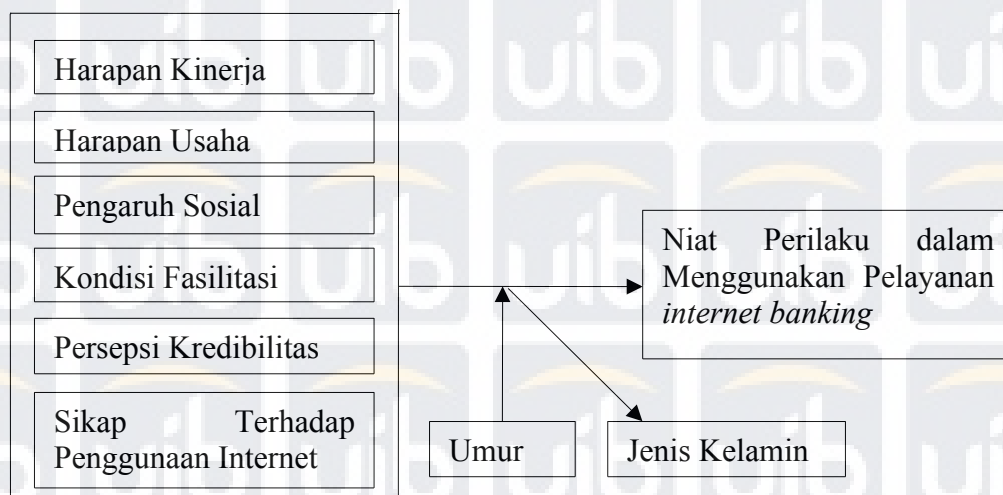 Harapan Kinerja
Harapan Usaha
Pengaruh Sosial
Kondisi Fasilitasi
Persepsi Kredibilitas
Sikap Terhadap
Penggunaan Internet
Niat Perilaku dalam
Menggunakan Pelayanan
internet banking
Umur
Jenis Kelamin